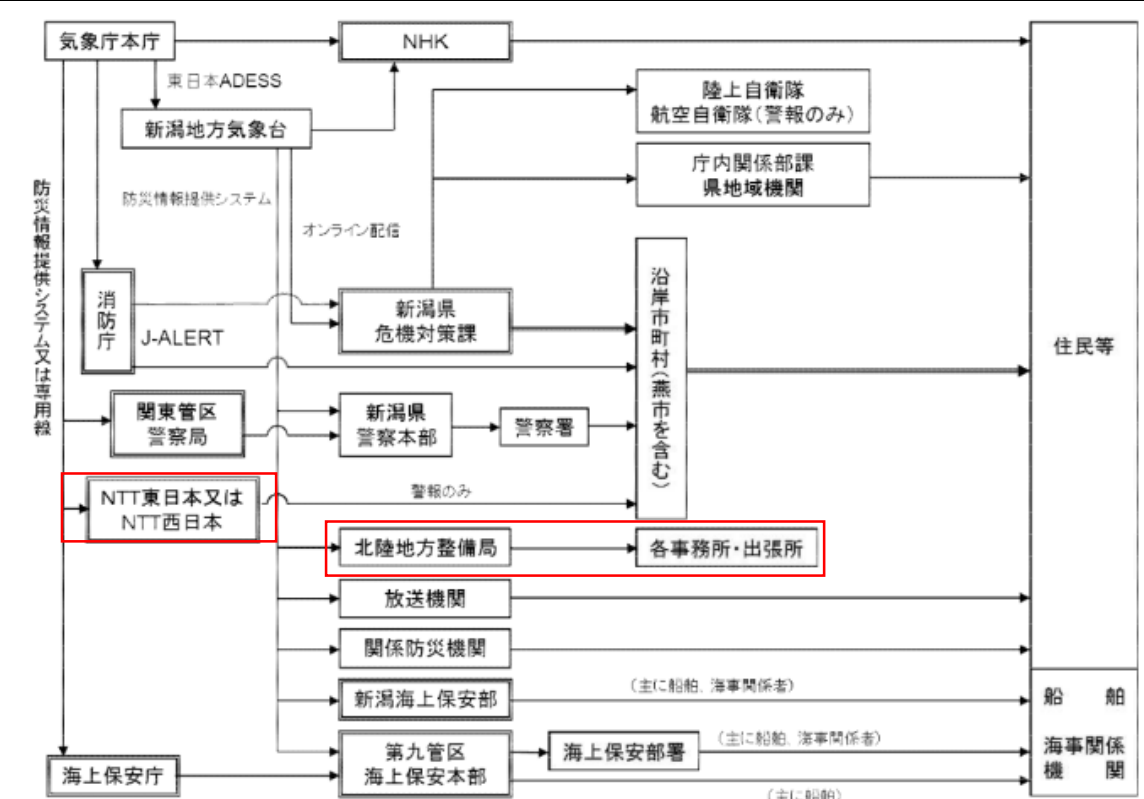 気象庁本庁
NHK
東日本ADESS
新潟地方気象台
陸上自衛隊
航空自衛隊(警報のみ)
庁内関係部課
県地域機関
防災情報提供システム又は専用線
防災情報提供システム
オンライン配信
消防庁
J-ALERT
新潟県
危機対策課
沿岸市町村(燕市を含む)
住民等
関東管区
警察局
新潟県
警察本部
警察署
NTT東日本又は
NTT西日本
警報のみ
北陸地方整備局
各事務所・出張所
放送機関
関係防災機関
新潟海上保安部
(主に船舶、海事関係者)
船舶
海事関係
機関
海上保安庁
第九管区
海上保安本部
海上保安部署
(主に船舶、海事関係者)
(主に船舶)